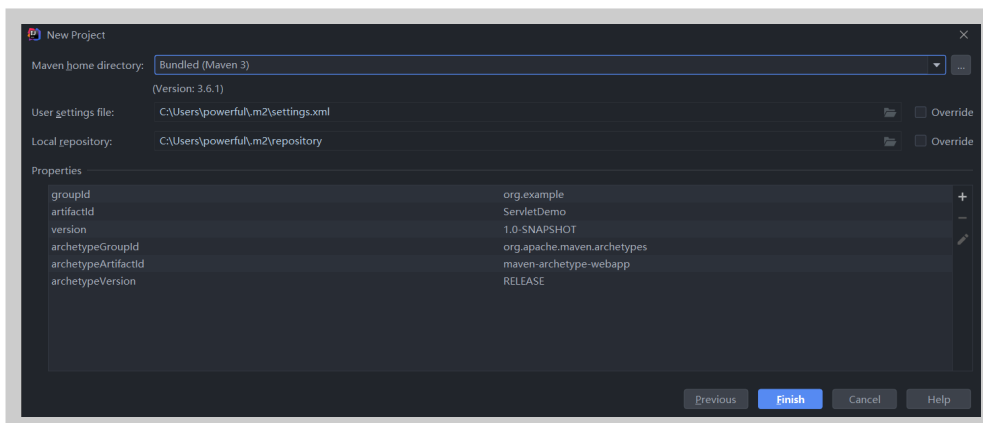 New Project
Maven home directory: Bundled (Maven 3) ...
(Version: 3.6.1)
User settings file: C:\Users\powerful\.m2\settings.xml Override
Local repository: C:\Users\powerful\.m2\repository Override
Properties
groupId org.example
artifactId ServletDemo
version 1.0-SNAPSHOT
archetypeGroupId org.apache.maven.archetypes
archetypeArtifactId maven-archetype-webapp
archetypeVersion RELEASE
Previous Finish Cancel Help